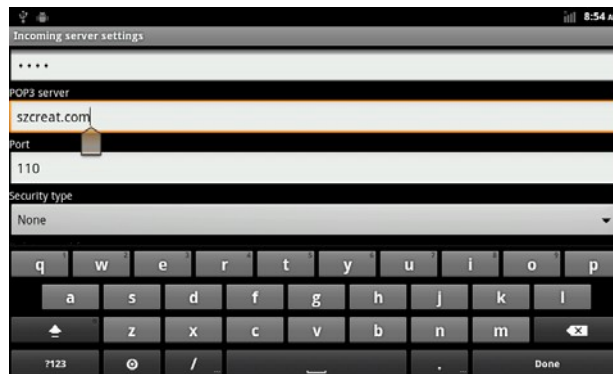 8:54 A
Incoming server settings
····
POP3 server
szcreat.com
Port
110
Security type
None
q w e r t y u i o p
a s d f g h j k l
z x c v b n m
?123 / . Done